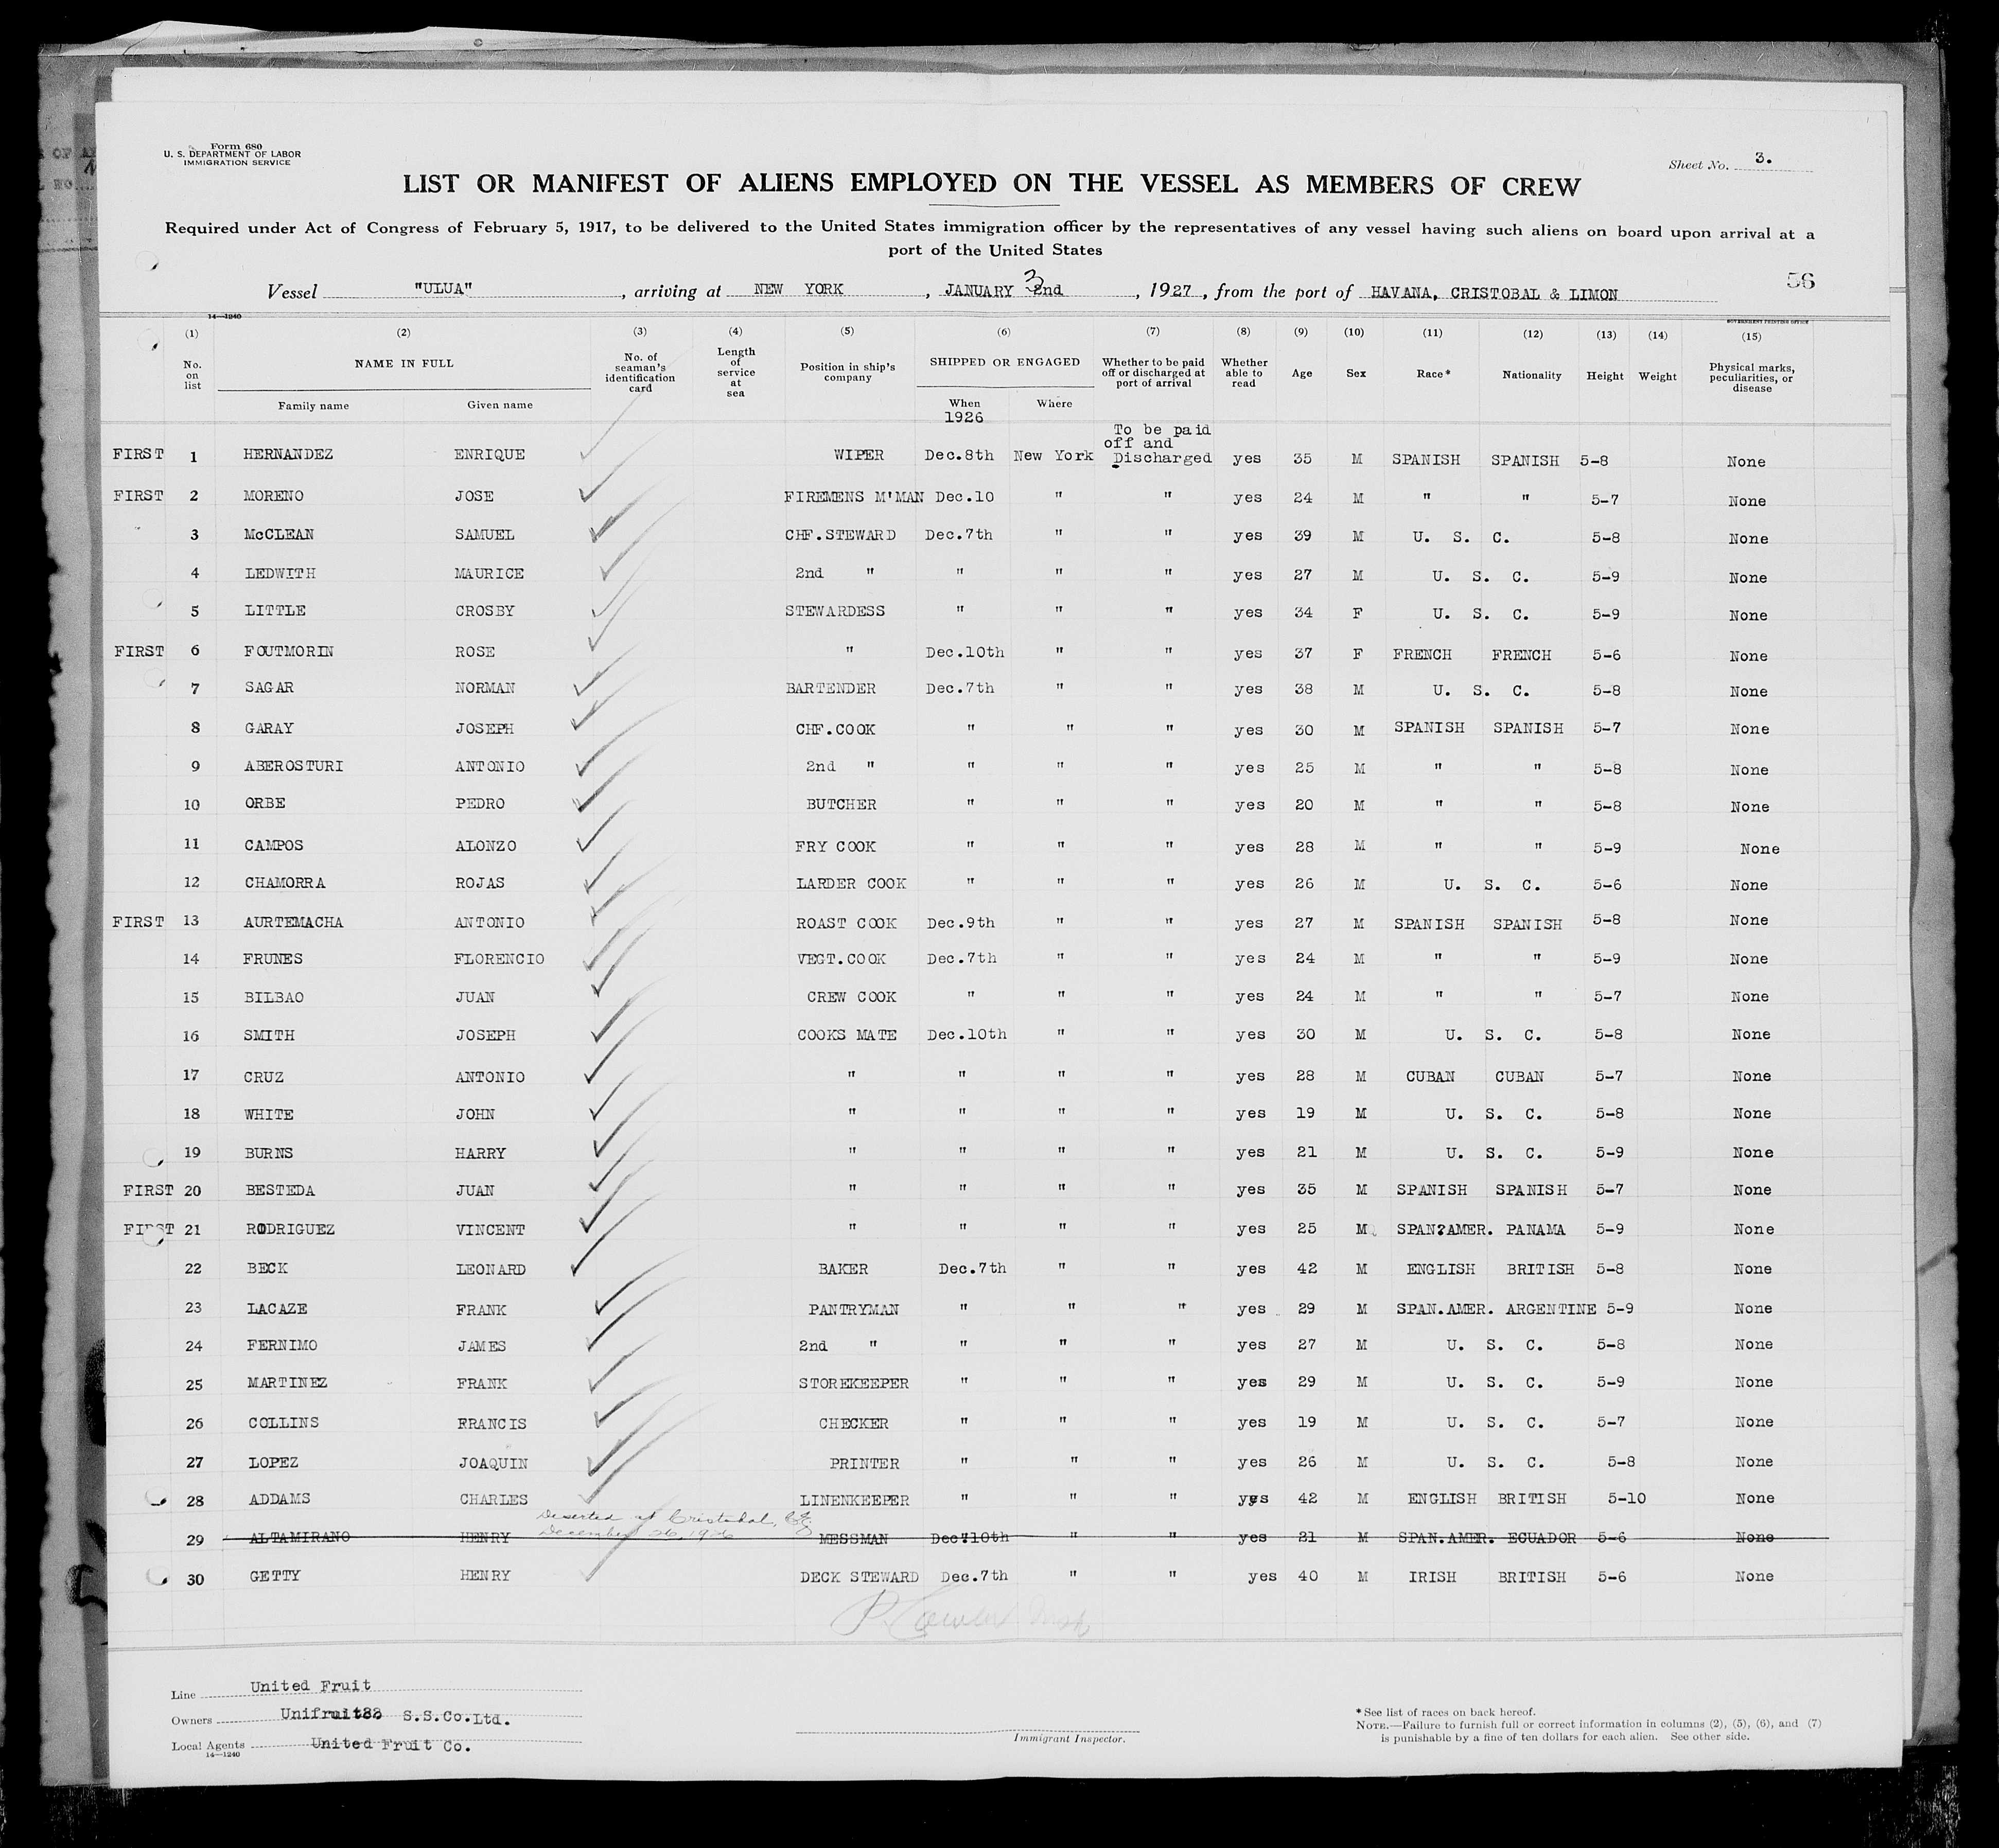 Form 680
U. S. DEPARTMENT OF LABOR
IMMIGRATION SERVICE
Sheet No. 3.
LIST OR MANIFEST OF ALIENS EMPLOYED ON THE VESSEL AS MEMBERS OF CREW
Required under Act of Congress of February 5, 1917, to be delivered to the United States immigration officer by the representatives of any vessel having such aliens on board upon arrival at a
port of the United States
56
Vessel "ULUA", arriving at NEW YORK, JANUARY 3 2nd, 1927, from the port of HAVANA, CRISTOBAL & LIMON
14—1240
GOVERNMENT PRINTING OFFICE
(1) (2) (3) (4) (5) (6) (7) (8) (9) (10) (11) (12) (13) (14) (15)
No. on list NAME IN FULL Family name Given name No. of seaman's identification card Length of service at sea Position in ship's company SHIPPED OR ENGAGED When 1926 Where Whether to be paid off or discharged at port of arrival Whether able to read Age Sex Race* Nationality Height Weight Physical marks, peculiarities, or disease
To be paid
off and
FIRST 1 HERNANDEZ ENRIQUE WIPER Dec.8th New York Discharged yes 35 M SPANISH SPANISH 5-8 None
FIRST 2 MORENO JOSE FIREMENS M'MAN Dec.10 " " yes 24 M " " 5-7 None
3 McCLEAN SAMUEL CHF.STEWARD Dec.7th " " yes 39 M U. S. C. 5-8 None
4 LEDWITH MAURICE 2nd " " " " yes 27 M U. S. C. 5-9 None
5 LITTLE CROSBY STEWARDESS " " " yes 34 F U. S. C. 5-9 None
FIRST 6 FOUTMORIN ROSE " Dec.10th " " yes 37 F FRENCH FRENCH 5-6 None
7 SAGAR NORMAN BARTENDER Dec.7th " " yes 38 M U. S. C. 5-8 None
8 GARAY JOSEPH CHF.COOK " " " yes 30 M SPANISH SPANISH 5-7 None
9 ABEROSTURI ANTONIO 2nd " " " " yes 25 M " " 5-8 None
10 ORBE PEDRO BUTCHER " " " yes 20 M " " 5-8 None
11 CAMPOS ALONZO FRY COOK " " " yes 28 M " " 5-9 None
12 CHAMORRA ROJAS LARDER COOK " " " yes 26 M U. S. C. 5-6 None
FIRST 13 AURTEMACHA ANTONIO ROAST COOK Dec.9th " " yes 27 M SPANISH SPANISH 5-8 None
14 FRUNES FLORENCIO VEGT.COOK Dec.7th " " yes 24 M " " 5-9 None
15 BILBAO JUAN CREW COOK " " " yes 24 M " " 5-7 None
16 SMITH JOSEPH COOKS MATE Dec.10th " " yes 30 M U. S. C. 5-8 None
17 CRUZ ANTONIO " " " " yes 28 M CUBAN CUBAN 5-7 None
18 WHITE JOHN " " " " yes 19 M U. S. C. 5-8 None
19 BURNS HARRY " " " " yes 21 M U. S. C. 5-9 None
FIRST 20 BESTEDA JUAN " " " " yes 35 M SPANISH SPANISH 5-7 None
FIRST 21 RODRIGUEZ VINCENT " " " " yes 25 M SPAN?AMER. PANAMA 5-9 None
22 BECK LEONARD BAKER Dec.7th " " yes 42 M ENGLISH BRITISH 5-8 None
23 LACAZE FRANK PANTRYMAN " " " yes 29 M SPAN.AMER. ARGENTINE 5-9 None
24 FERNIMO JAMES 2nd " " " " yes 27 M U. S. C. 5-8 None
25 MARTINEZ FRANK STOREKEEPER " " " yes 29 M U. S. C. 5-9 None
26 COLLINS FRANCIS CHECKER " " " yes 19 M U. S. C. 5-7 None
27 LOPEZ JOAQUIN PRINTER " " " yes 26 M U. S. C. 5-8 None
28 ADDAMS CHARLES LINENKEEPER " " " yes 42 M ENGLISH BRITISH 5-10 None
Deserted at Cristobal, C.Z.
December 26, 1926
29 ALTAMIRANO HENRY MESSMAN Dec710th " " yes 21 M SPAN.AMER. ECUADOR 5-6 None
30 GETTY HENRY DECK STEWARD Dec.7th " " yes 40 M IRISH BRITISH 5-6 None
Line United Fruit
Owners Unifruit S.S.Co.Ltd.
Local Agents United Fruit Co.
14—1240
Immigrant Inspector.
* See list of races on back hereof.
NOTE.—Failure to furnish full or correct information in columns (2), (5), (6), and (7)
is punishable by a fine of ten dollars for each alien. See other side.